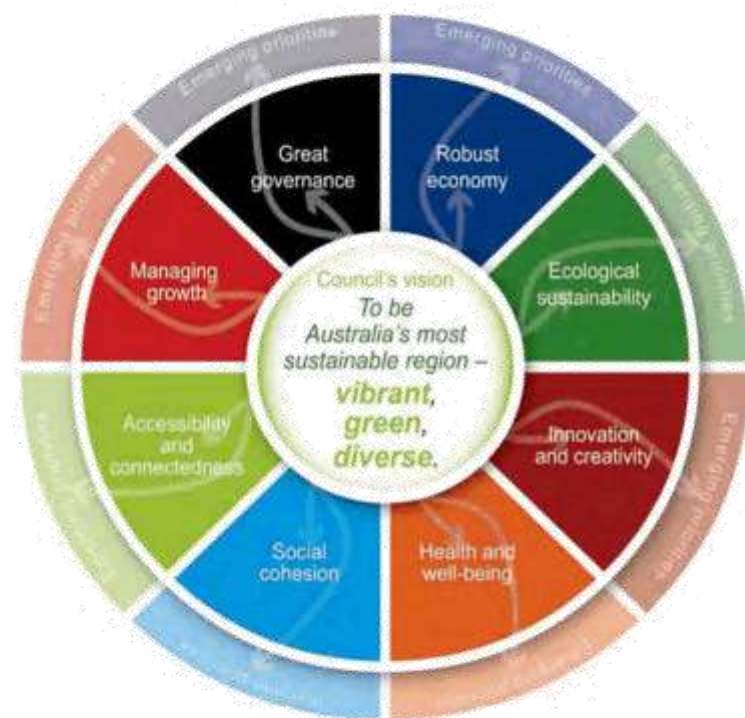 Emerging priorities
Emerging priorities
Great
governance
Robust
economy
Emerging priorities
Emerging priorities
Managing
growth
Ecological
sustainability
Council's vision
To be
Australia's most
sustainable region –
vibrant,
green,
diverse.
Accessibility
and
connectedness
Innovation
and creativity
Emerging priorities
Social
cohesion
Health and
well-being